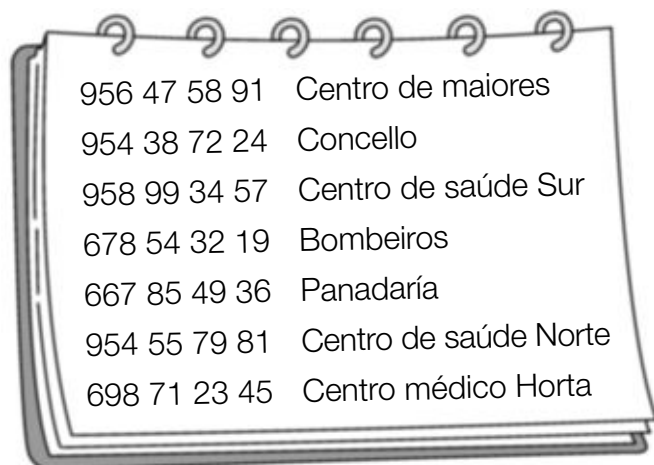 956 47 58 91 Centro de maiores
954 38 72 24 Concello
958 99 34 57 Centro de saúde Sur
678 54 32 19 Bombeiros
667 85 49 36 Panadaría
954 55 79 81 Centro de saúde Norte
698 71 23 45 Centro médico Horta